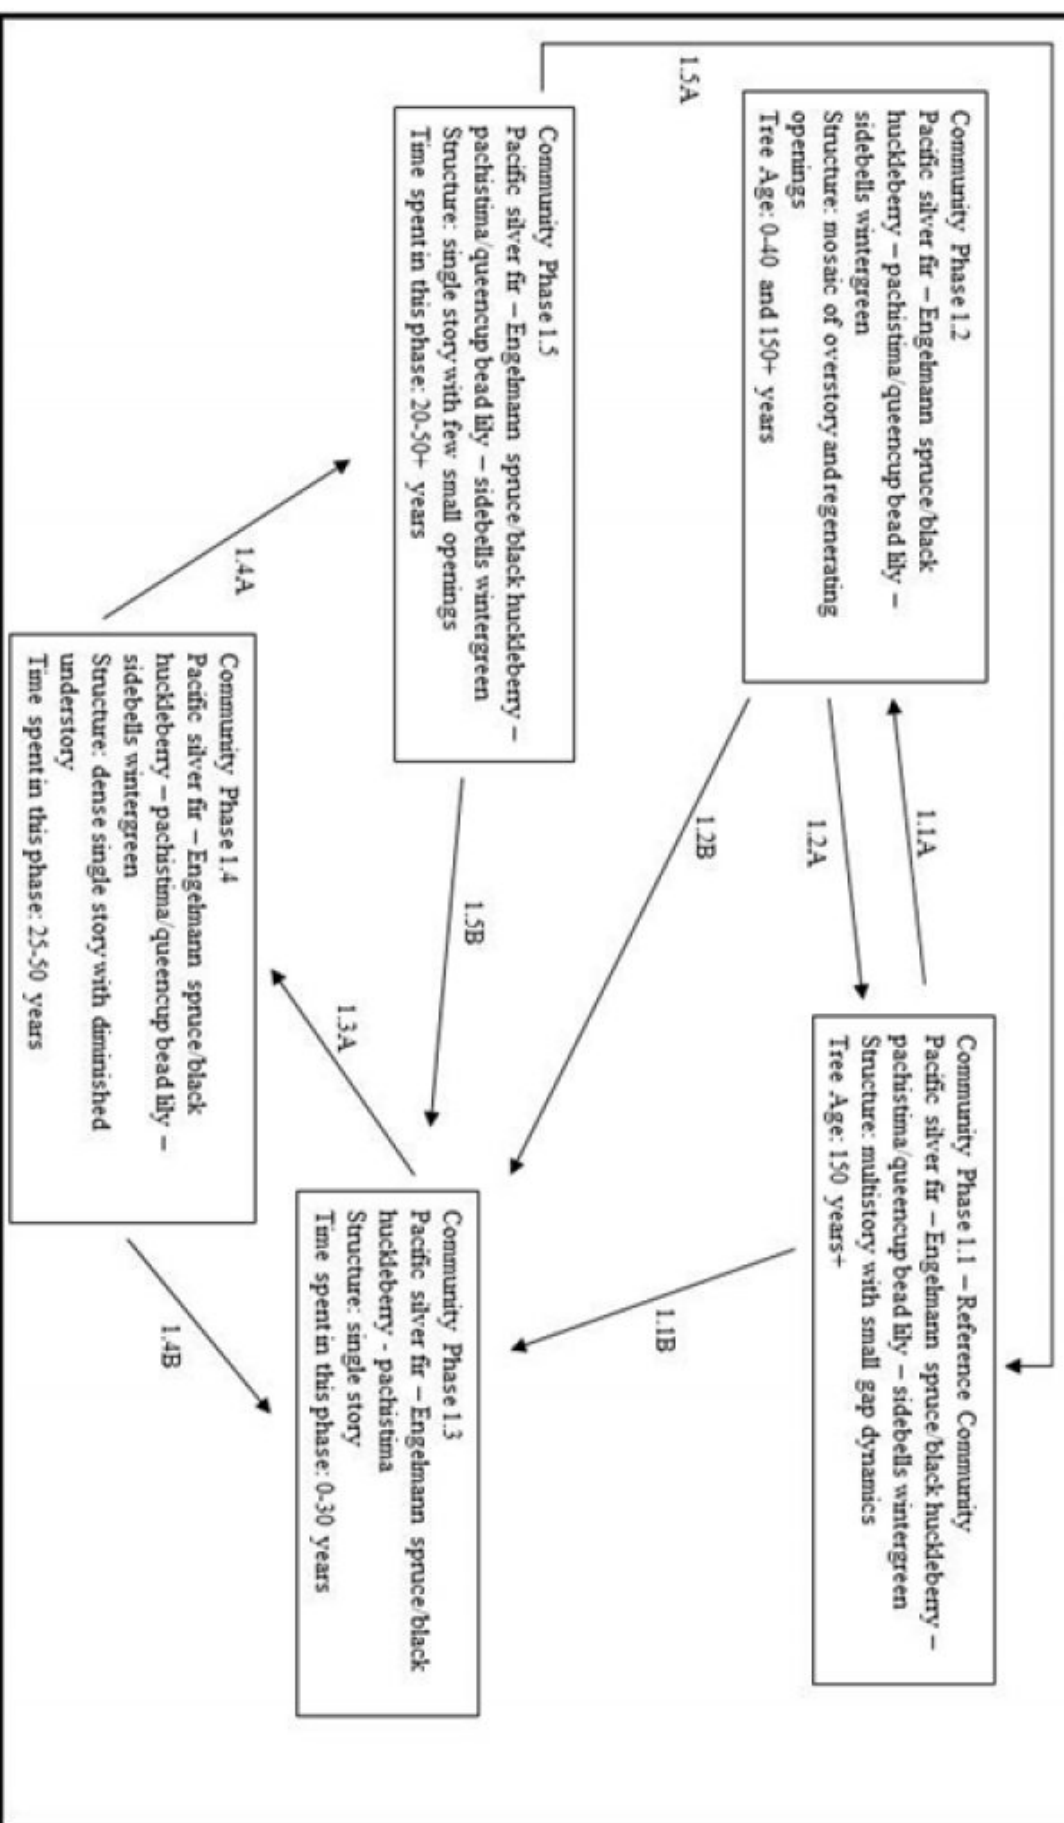 1.5A
Community Phase 1.2
Pacific silver fir – Engelmann spruce/black
huckleberry – pachistima/queencup bead lily –
sidebells wintergreen
Structure: mosaic of overstory and regenerating
openings
Tree Age: 0-40 and 150+ years
1.1A
1.2A
1.2B
Community Phase 1.1 – Reference Community
Pacific silver fir – Engelmann spruce/black huckleberry –
pachistima/queencup bead lily – sidebells wintergreen
Structure: multistory with small gap dynamics
Tree Age: 150 years+
1.1B
Community Phase 1.5
Pacific silver fir – Engelmann spruce/black huckleberry –
pachistima/queencup bead lily – sidebells wintergreen
Structure: single story with few small openings
Time spent in this phase: 20-50+ years
1.5B
1.3A
Community Phase 1.3
Pacific silver fir – Engelmann spruce/black
huckleberry - pachistima
Structure: single story
Time spent in this phase: 0-30 years
1.4A
Community Phase 1.4
Pacific silver fir – Engelmann spruce/black
huckleberry – pachistima/queencup bead lily –
sidebells wintergreen
Structure: dense single story with diminished
understory
Time spent in this phase: 25-50 years
1.4B